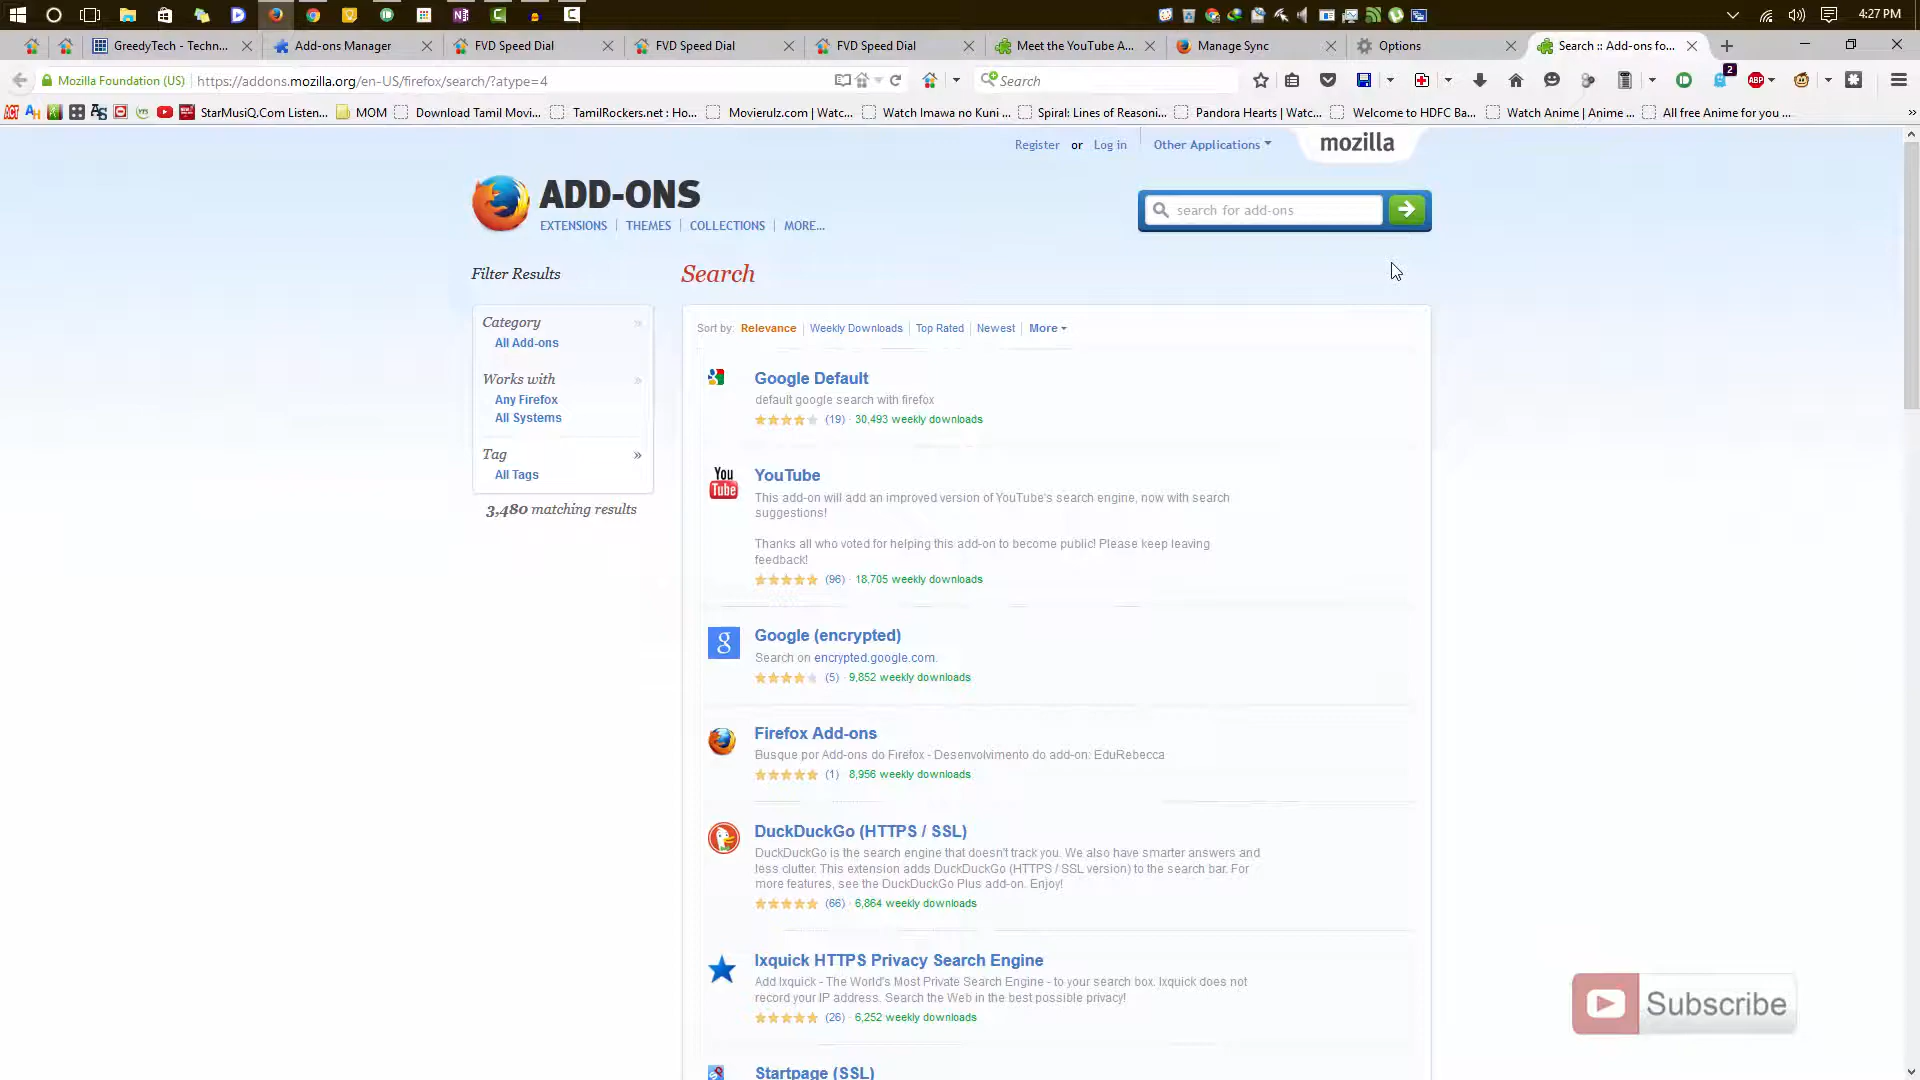 4:27 PM
GreedyTech - Techn...
Add-ons Manager
FVD Speed Dial
FVD Speed Dial
FVD Speed Dial
Meet the YouTube A...
Manage Sync
Options
Search :: Add-ons fo...
Mozilla Foundation (US)
https://addons.mozilla.org/en-US/firefox/search/?atype=4
Search
2
ABP
StarMusiQ.Com Listen...
MOM
Download Tamil Movi...
TamilRockers.net : Ho...
Movierulz.com | Watc...
Watch Imawa no Kuni ...
Spiral: Lines of Reasoni...
Pandora Hearts | Watc...
Welcome to HDFC Ba...
Watch Anime | Anime ...
All free Anime for you ...
Register or Log in
Other Applications
mozilla
ADD-ONS
EXTENSIONS | THEMES | COLLECTIONS | MORE...
search for add-ons
Filter Results
Category
All Add-ons
Works with
Any Firefox
All Systems
Tag
All Tags
3,480 matching results
Search
Sort by: Relevance | Weekly Downloads | Top Rated | Newest | More
Google Default
default google search with firefox
(19) · 30,493 weekly downloads
You
Tube
YouTube
This add-on will add an improved version of YouTube's search engine, now with search
suggestions!
Thanks all who voted for helping this add-on to become public! Please keep leaving
feedback!
(96) · 18,705 weekly downloads
g
Google (encrypted)
Search on encrypted.google.com.
(5) · 9,852 weekly downloads
Firefox Add-ons
Busque por Add-ons do Firefox - Desenvolvimento do add-on: EduRebecca
(1) · 8,956 weekly downloads
DuckDuckGo (HTTPS / SSL)
DuckDuckGo is the search engine that doesn't track you. We also have smarter answers and
less clutter. This extension adds DuckDuckGo (HTTPS / SSL version) to the search bar. For
more features, see the DuckDuckGo Plus add-on. Enjoy!
(66) · 6,864 weekly downloads
Ixquick HTTPS Privacy Search Engine
Add Ixquick - The World's Most Private Search Engine - to your search box. Ixquick does not
record your IP address. Search the Web in the best possible privacy!
(26) · 6,252 weekly downloads
Startpage (SSL)
Subscribe